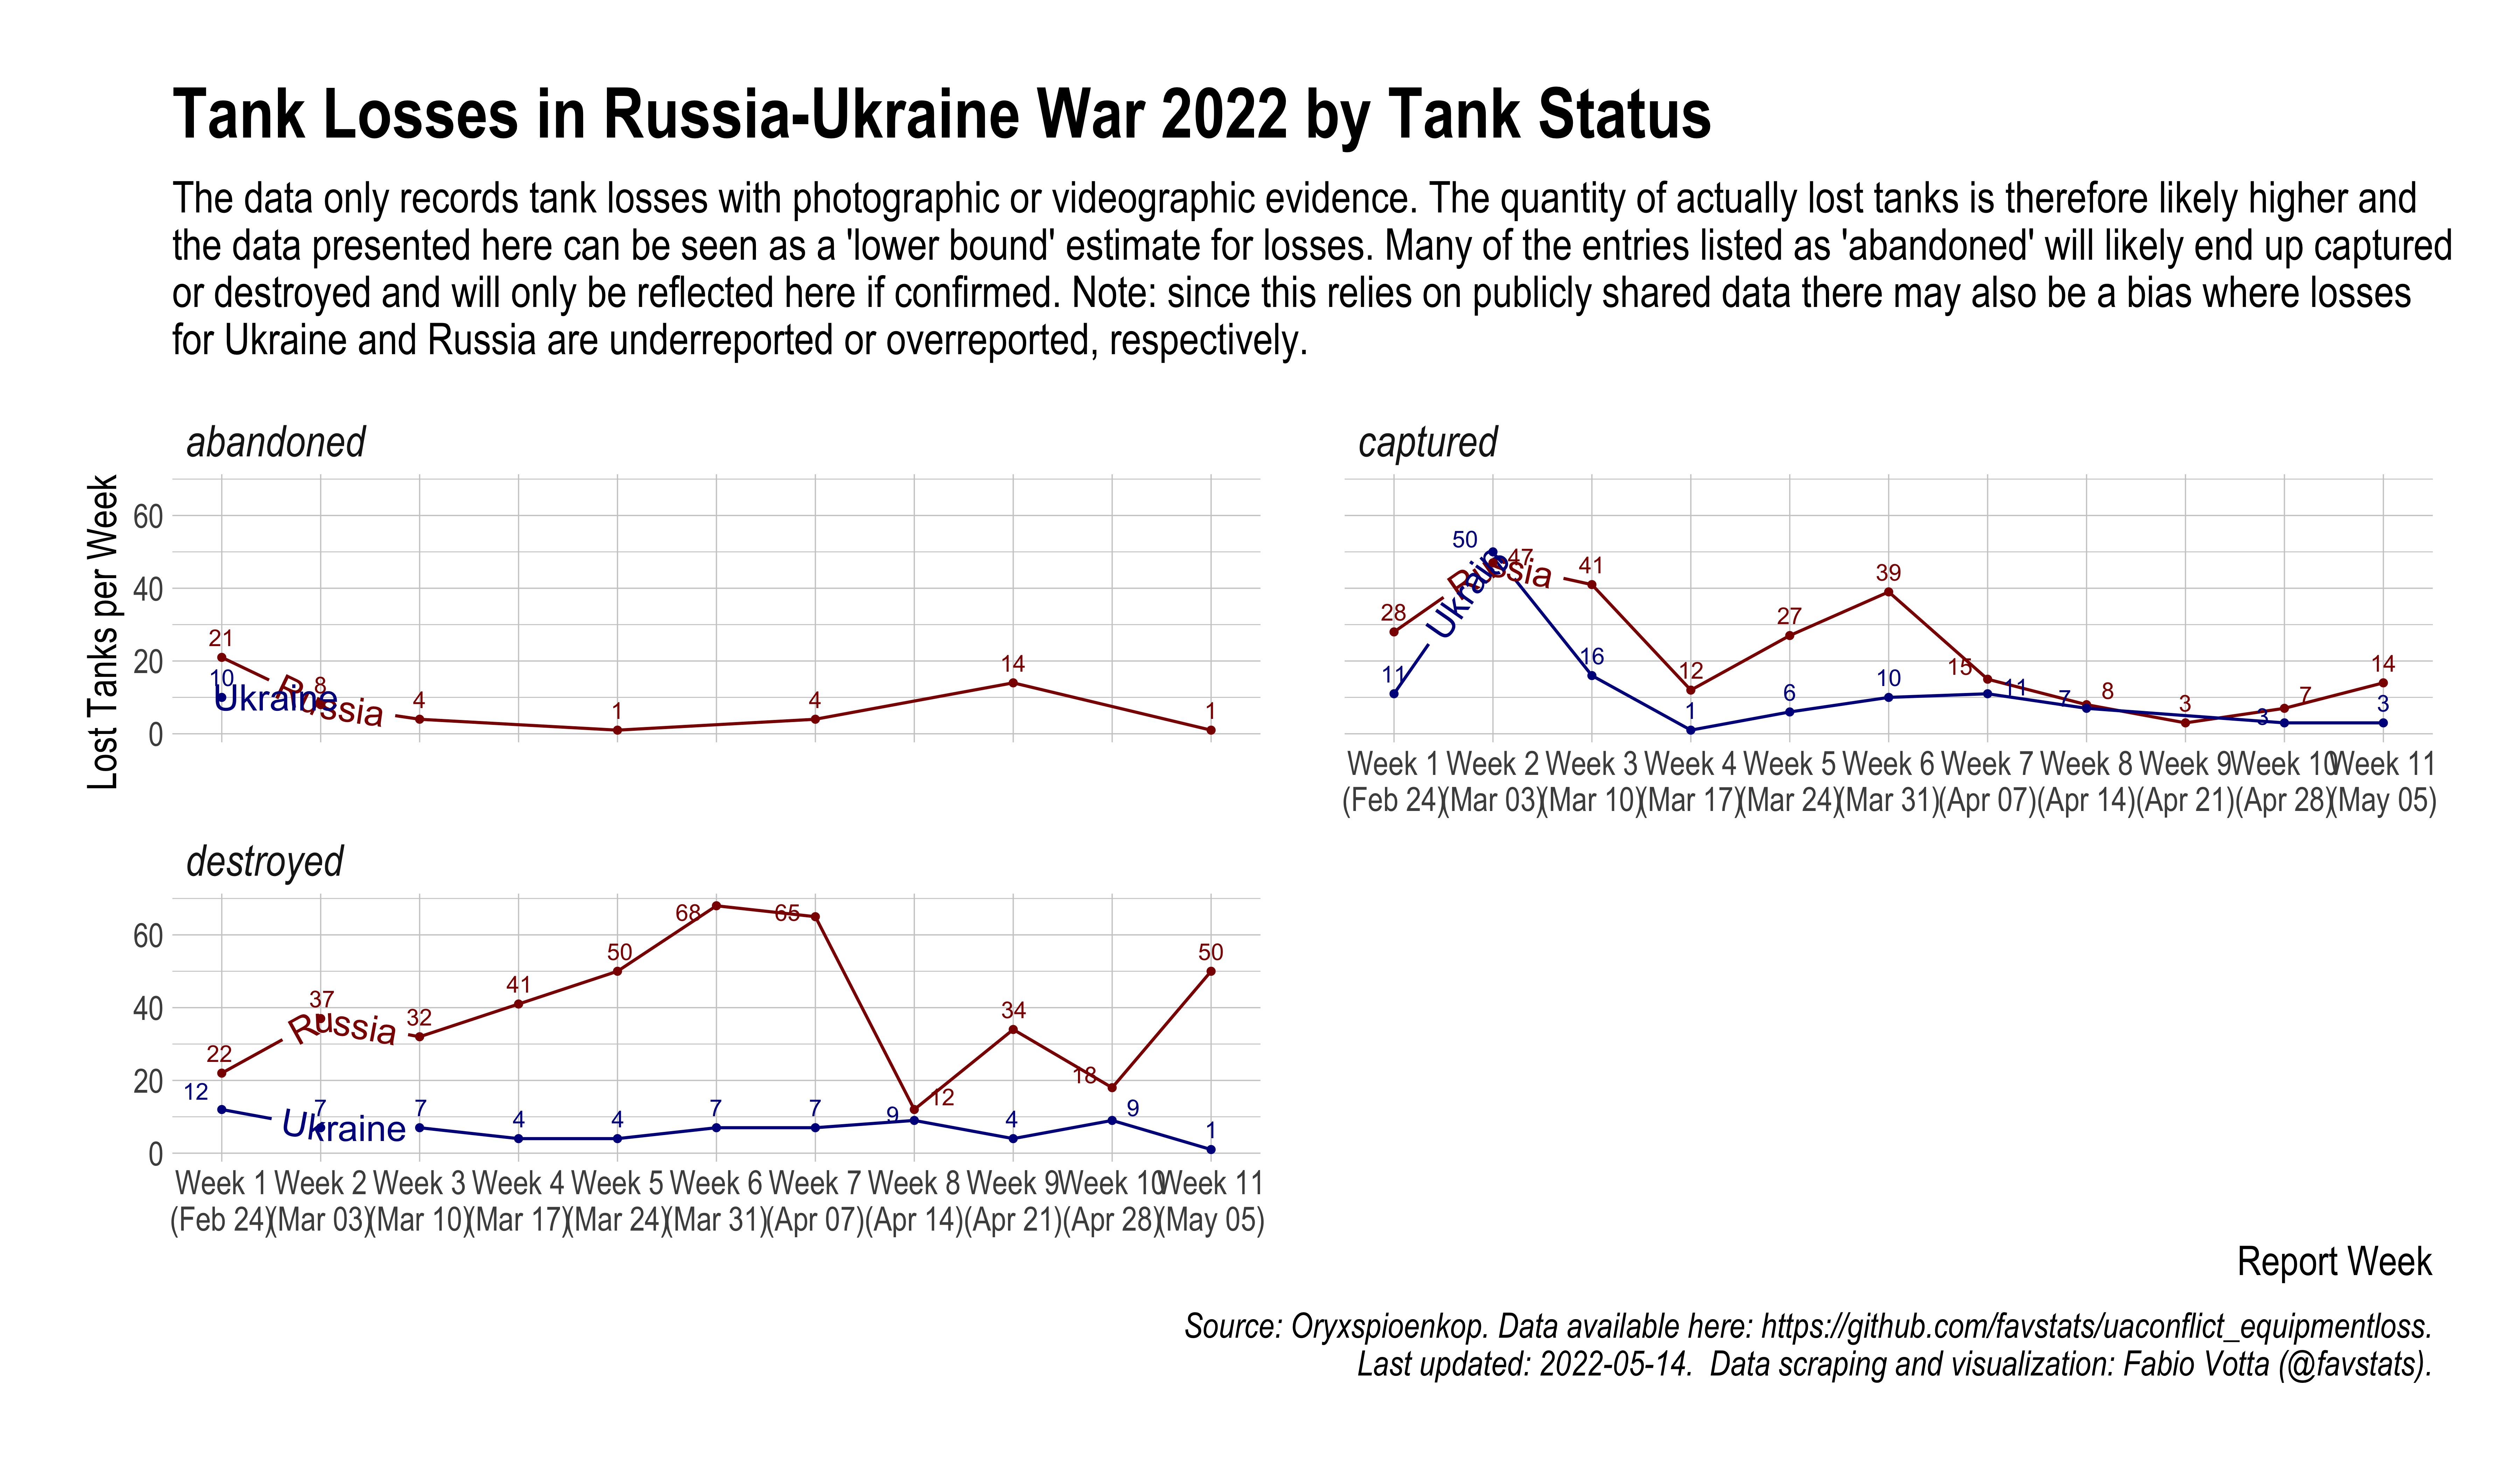 Tank Losses in Russia-Ukraine War 2022 by Tank Status
The data only records tank losses with photographic or videographic evidence. The quantity of actually lost tanks is therefore likely higher and
the data presented here can be seen as a 'lower bound' estimate for losses. Many of the entries listed as 'abandoned' will likely end up captured
or destroyed and will only be reflected here if confirmed. Note: since this relies on publicly shared data there may also be a bias where losses
for Ukraine and Russia are underreported or overreported, respectively.
abandoned
Lost Tanks per Week
60
40
20
0
21 8 4 1 4 14 1
Russia
10
Ukraine
captured
28 47 41 12 27 39 15 8 3 7 14
Russia
11 50 16 1 6 10 11 7 3 3
Ukraine
Week 1 Week 2 Week 3 Week 4 Week 5 Week 6 Week 7 Week 8 Week 9 Week 10 Week 11
(Feb 24) (Mar 03) (Mar 10) (Mar 17) (Mar 24) (Mar 31) (Apr 07) (Apr 14) (Apr 21) (Apr 28) (May 05)
destroyed
60
40
20
0
22 37 32 41 50 68 65 12 34 18 50
Russia
12 7 7 4 4 7 7 9 4 9 1
Ukraine
Week 1 Week 2 Week 3 Week 4 Week 5 Week 6 Week 7 Week 8 Week 9 Week 10 Week 11
(Feb 24) (Mar 03) (Mar 10) (Mar 17) (Mar 24) (Mar 31) (Apr 07) (Apr 14) (Apr 21) (Apr 28) (May 05)
Report Week
Source: Oryxspioenkop. Data available here: https://github.com/favstats/uaconflict_equipmentloss.
Last updated: 2022-05-14. Data scraping and visualization: Fabio Votta (@favstats).